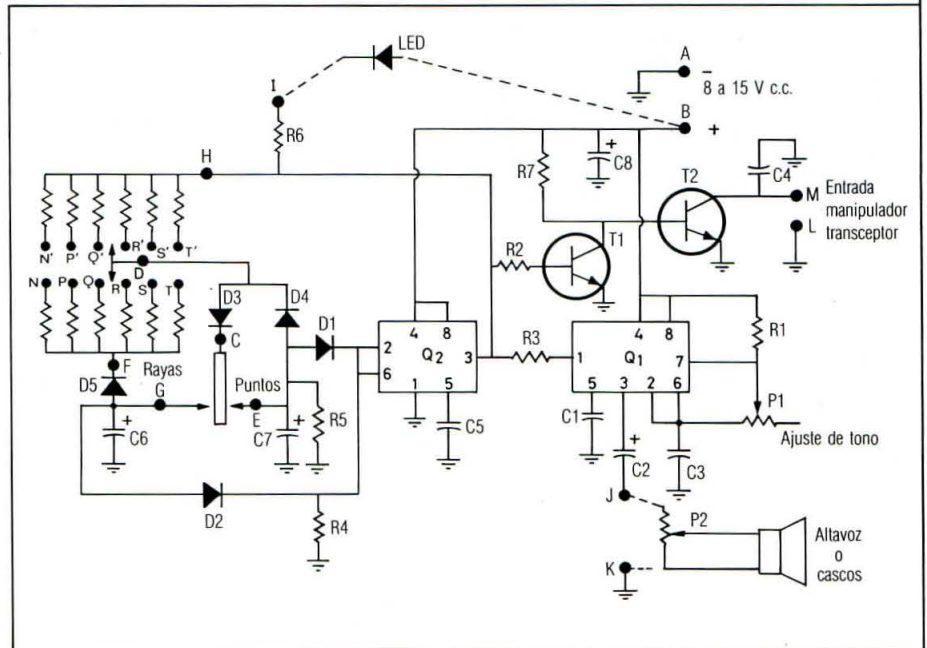 LED
A
−
8 a 15 V c.c.
I
B
+
R6
H
R7
+
C8
T2
C4
M
Entrada
manipulador
transceptor
L
T1
R2
N' P' Q' R' S' T'
D
N P Q R S T
D3
D4
C
D1
4 8
2
6
Q2
3
1 5
R3
4 8
1
Q1
7
5 3 2 6
R1
F
D5
Rayas
G
Puntos
E
+
C6
+
C7
R5
C5
C1
+
C2
C3
P1
Ajuste de tono
D2
R4
J
P2
K
Altavoz
o
cascos